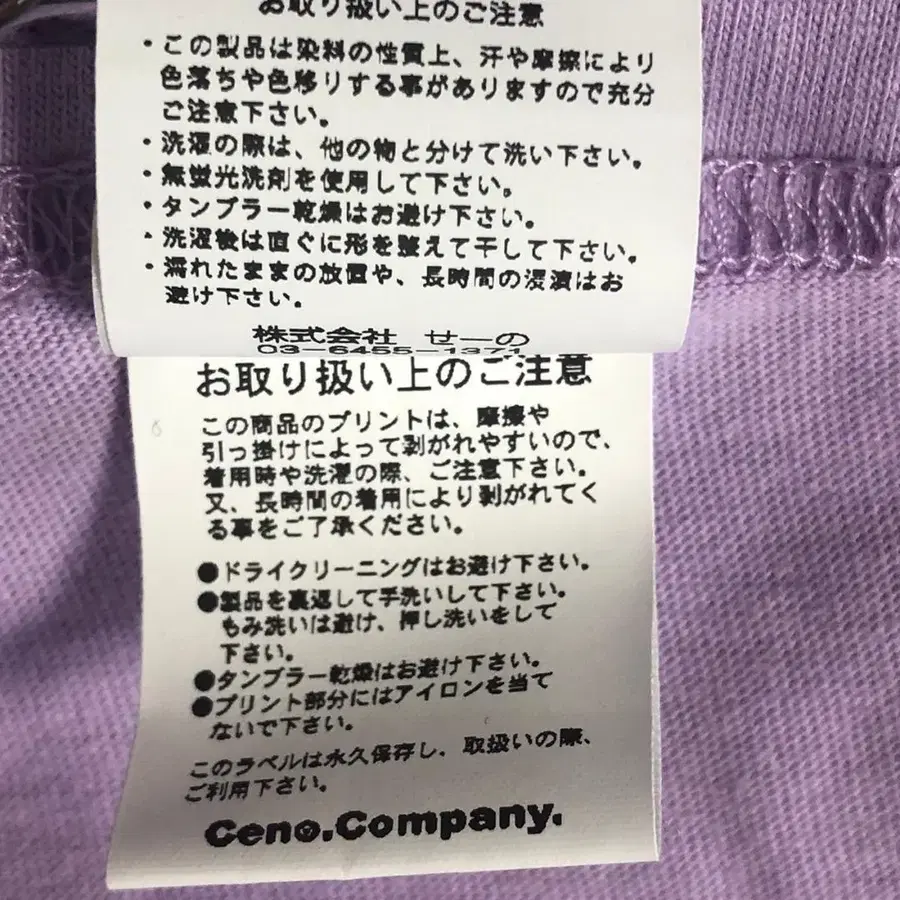 お取り扱い上のご注意
・この製品は染料の性質上、汗や摩擦により
色落ちや色移りする事がありますので充分
ご注意下さい。
・洗濯の際は、他の物と分けて洗い下さい。
・無蛍光洗剤を使用して下さい。
・タンブラー乾燥はお避け下さい。
・洗濯後は直ぐに形を整えて干して下さい。
・濡れたままの放置や、長時間の浸漬はお
避け下さい。
株式会社 せーの
03-6455-1371
お取り扱い上のご注意
この商品のプリントは、摩擦や
引っ掛けによって剥がれやすいので、
着用時や洗濯の際、ご注意下さい。
又、長時間の着用により剥がれてく
る事をご了承ください。
●ドライクリーニングはお避け下さい。
●製品を裏返して手洗いして下さい。
もみ洗いは避け、押し洗いをして
下さい。
●タンブラー乾燥はお避け下さい。
●プリント部分にはアイロンを当て
ないで下さい。
このラベルは永久保存し、取扱いの際、
ご利用下さい。
Ceno.Company.